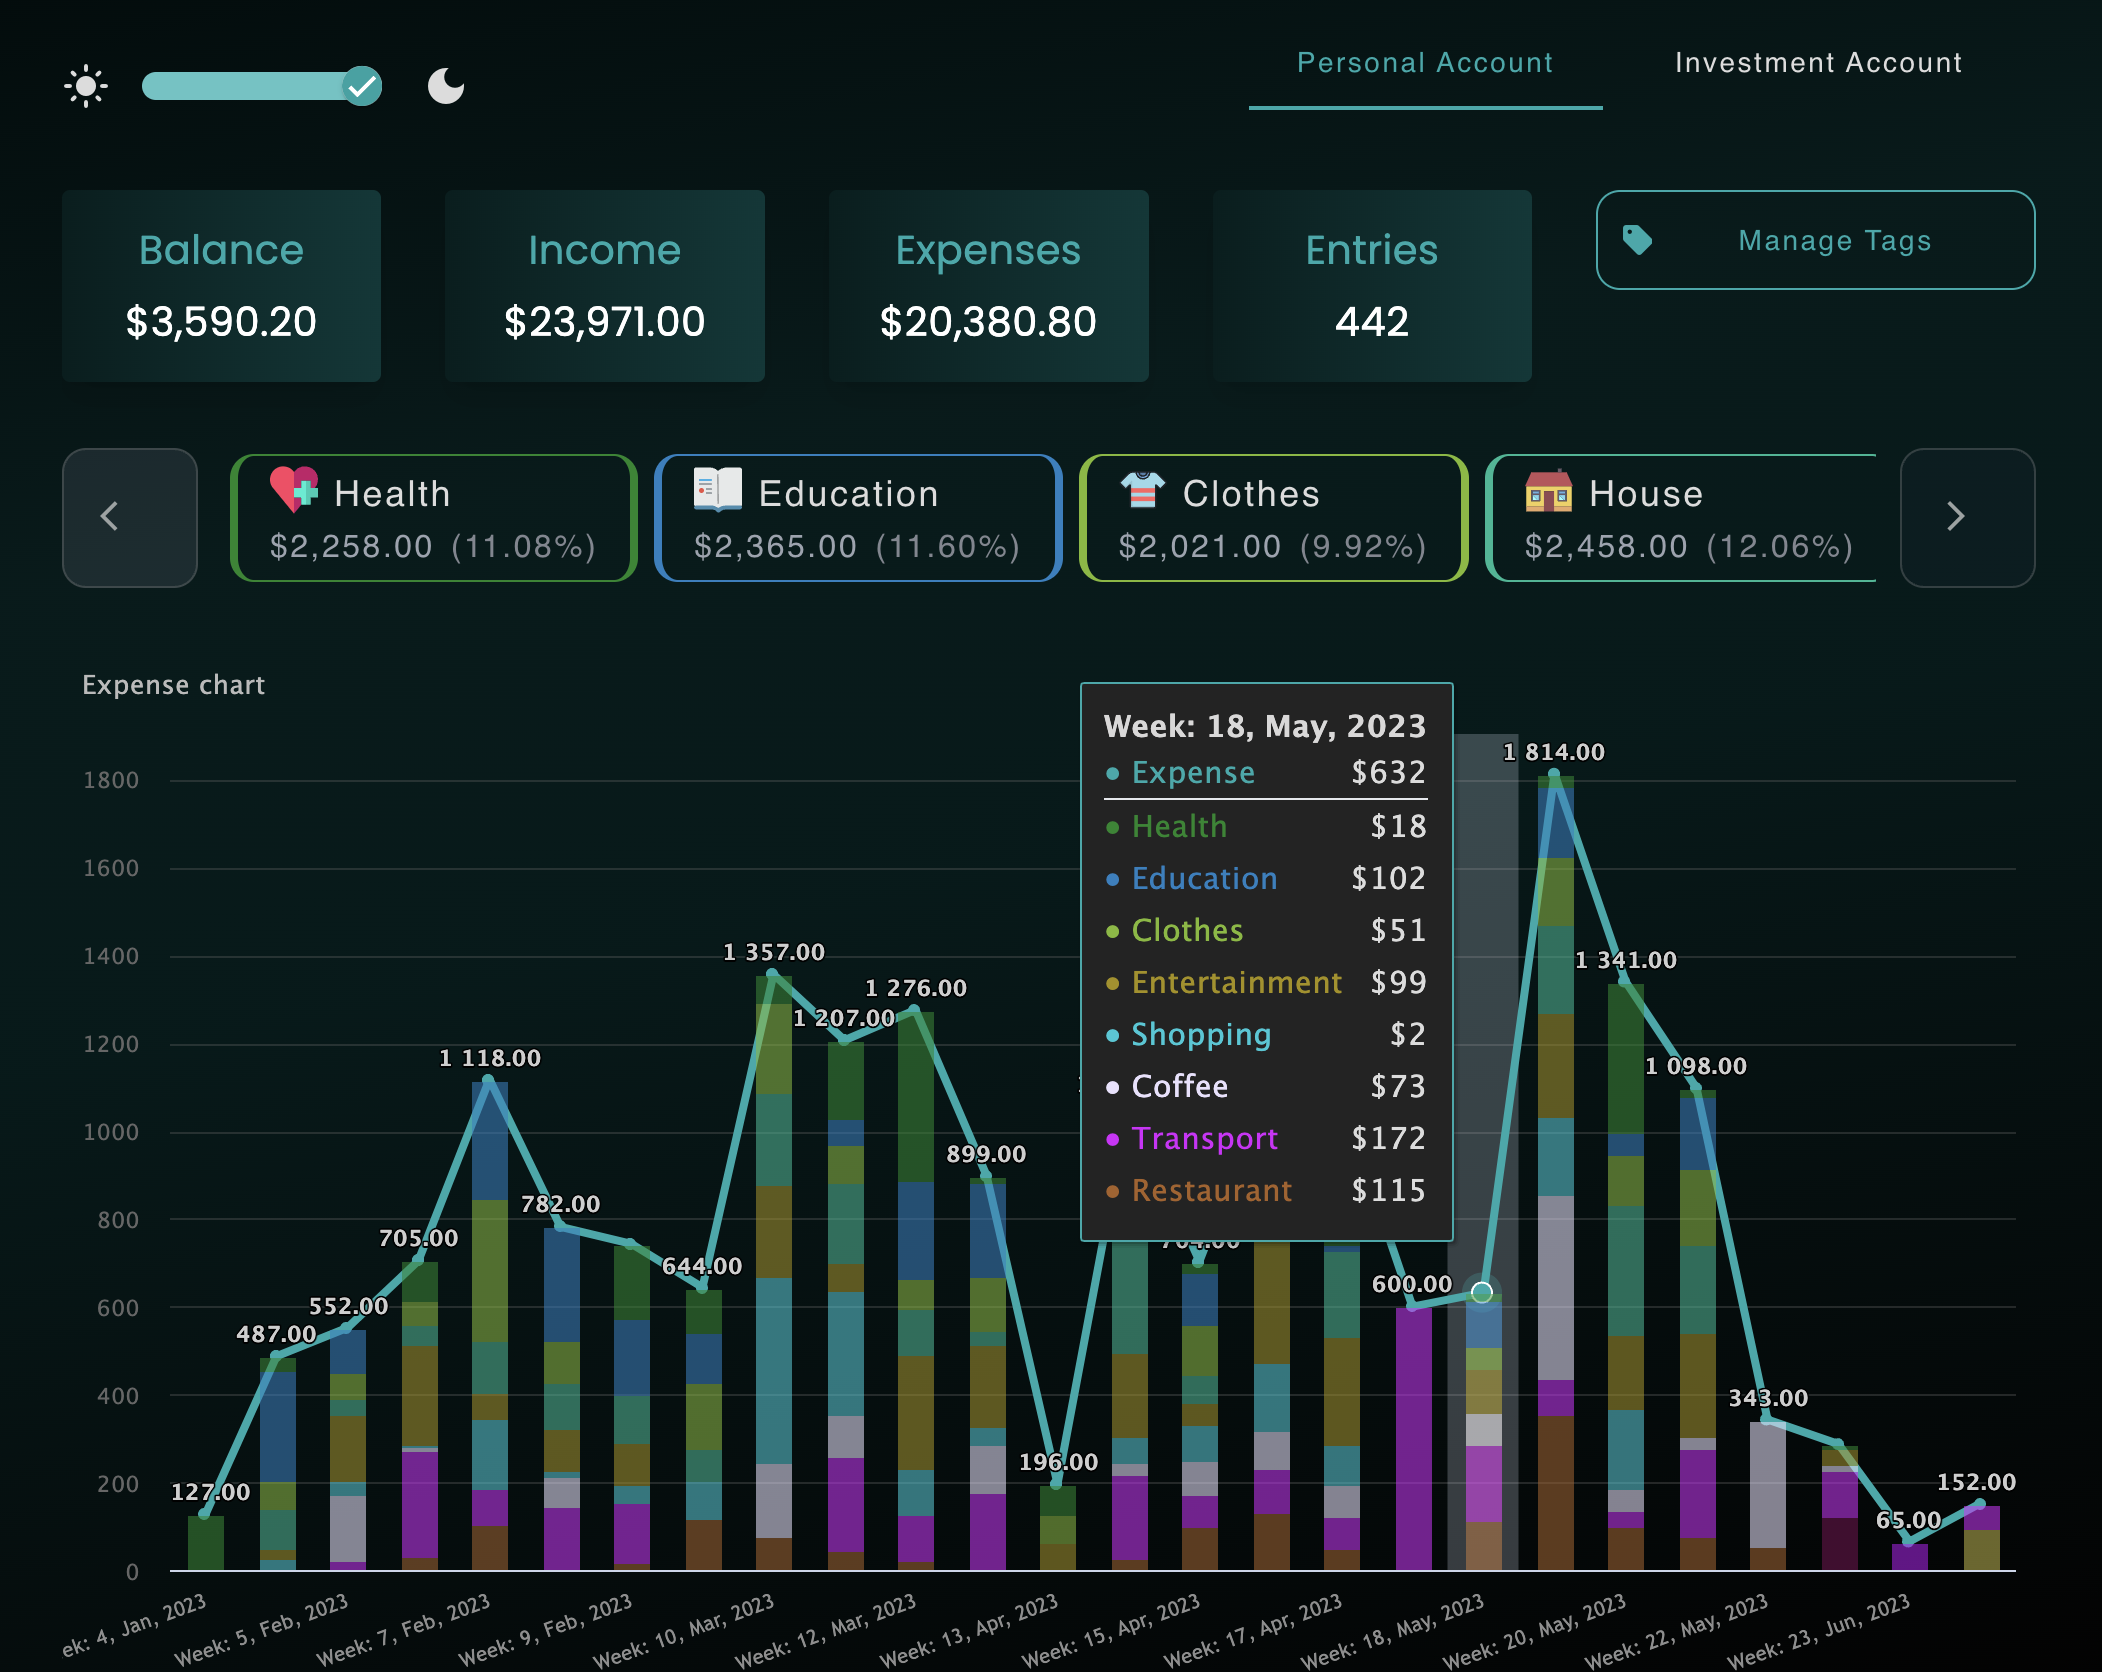 Personal Account
Investment Account
Balance
$3,590.20
Income
$23,971.00
Expenses
$20,380.80
Entries
442
Manage Tags
Health
$2,258.00 (11.08%)
Education
$2,365.00 (11.60%)
Clothes
$2,021.00 (9.92%)
House
$2,458.00 (12.06%)
Expense chart
Week: 18, May, 2023
Expense $632
Health $18
Education $102
Clothes $51
Entertainment $99
Shopping $2
Coffee $73
Transport $172
Restaurant $115
1800
1600
1400
1200
1000
800
600
400
200
0
127.00
487.00
552.00
705.00
1 118.00
782.00
644.00
1 357.00
1 207.00
1 276.00
899.00
196.00
600.00
1 814.00
1 341.00
1 098.00
343.00
65.00
152.00
ek: 4, Jan, 2023
Week: 5, Feb, 2023
Week: 7, Feb, 2023
Week: 9, Feb, 2023
Week: 10, Mar, 2023
Week: 12, Mar, 2023
Week: 13, Apr, 2023
Week: 15, Apr, 2023
Week: 17, Apr, 2023
Week: 18, May, 2023
Week: 20, May, 2023
Week: 22, May, 2023
Week: 23, Jun, 2023